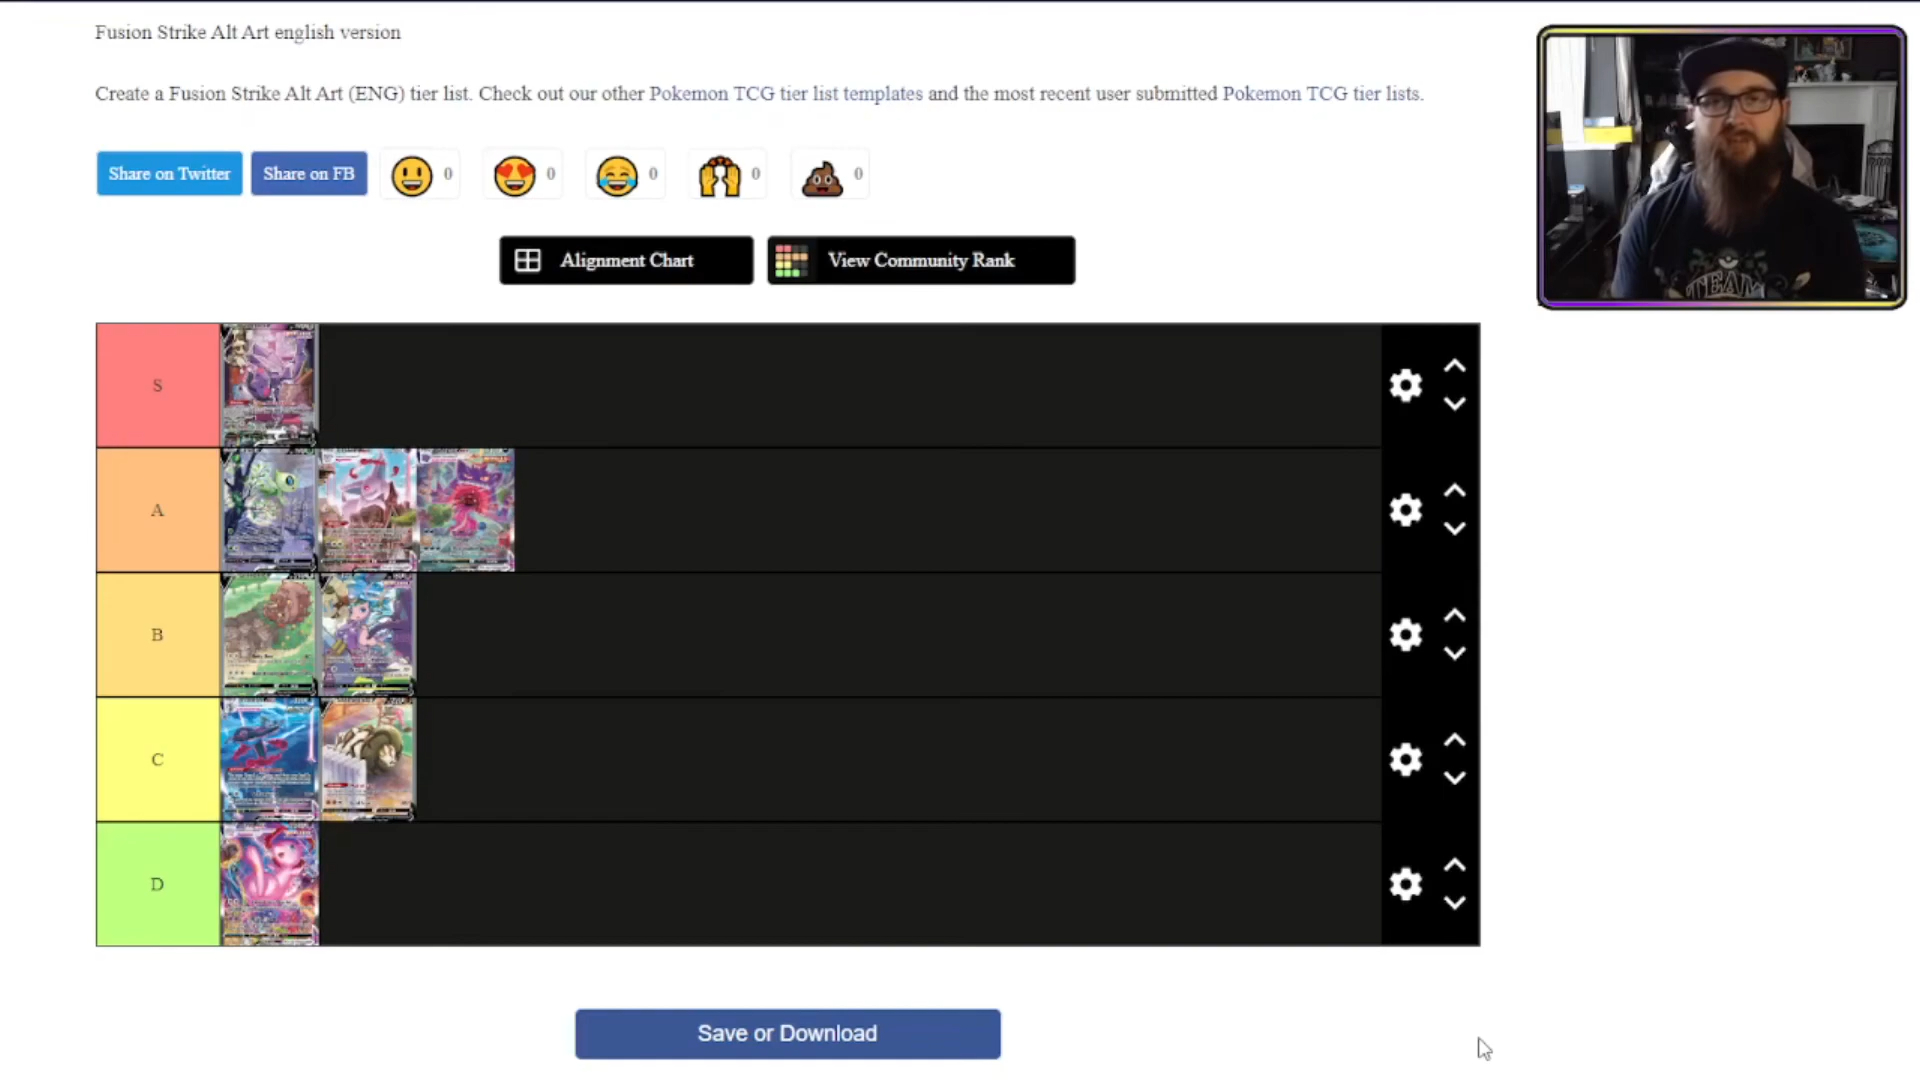 Fusion Strike Alt Art english version
Create a Fusion Strike Alt Art (ENG) tier list. Check out our other Pokemon TCG tier list templates and the most recent user submitted Pokemon TCG tier lists.
Share on Twitter
Share on FB
0
0
0
0
0
Alignment Chart
View Community Rank
S
A
B
C
D
Save or Download
TEAM